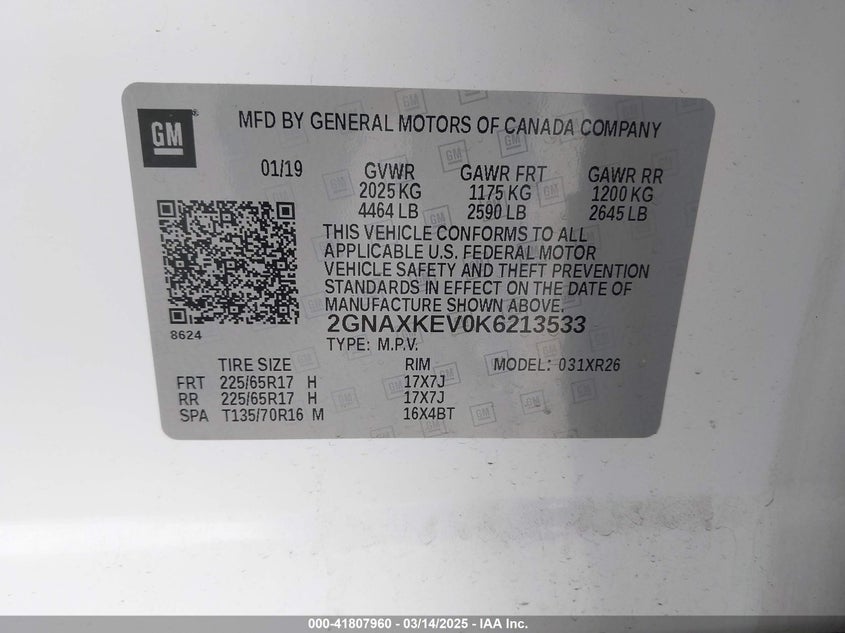 GM®
MFD BY GENERAL MOTORS OF CANADA COMPANY
01/19 GVWR GAWR FRT GAWR RR
2025 KG 1175 KG 1200 KG
4464 LB 2590 LB 2645 LB
THIS VEHICLE CONFORMS TO ALL
APPLICABLE U.S. FEDERAL MOTOR
VEHICLE SAFETY AND THEFT PREVENTION
STANDARDS IN EFFECT ON THE DATE OF
MANUFACTURE SHOWN ABOVE.
2GNAXKEV0K6213533
8624
TYPE: M.P.V.
TIRE SIZE RIM MODEL: 031XR26
FRT 225/65R17 H 17X7J
RR 225/65R17 H 17X7J
SPA T135/70R16 M 16X4BT
000-41807960 - 03/14/2025 - IAA Holdings, LLC.